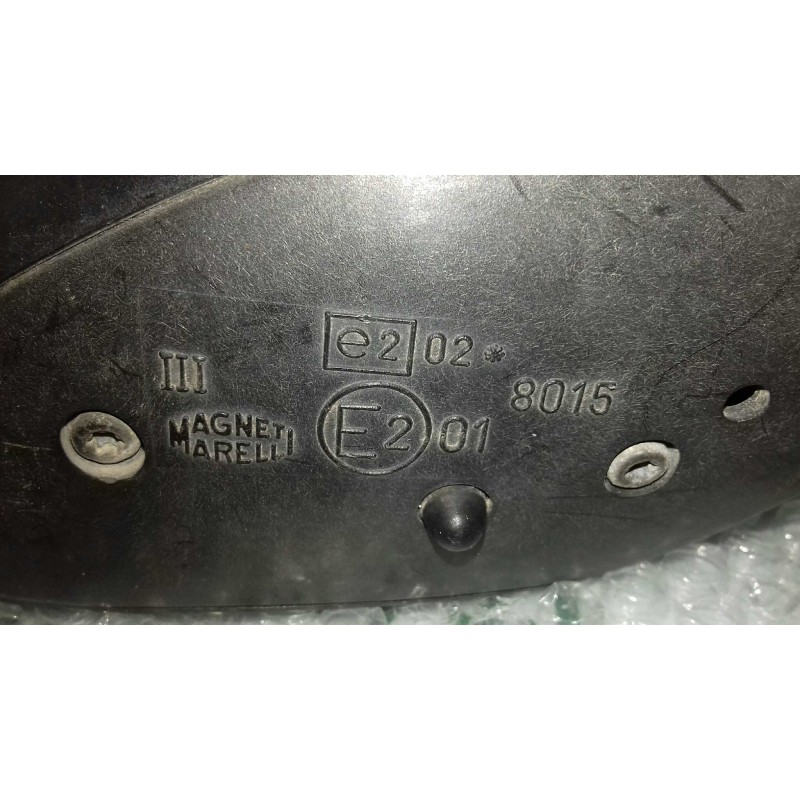 III
MAGNETI
MARELLI
e2 02*
E2 01
8015